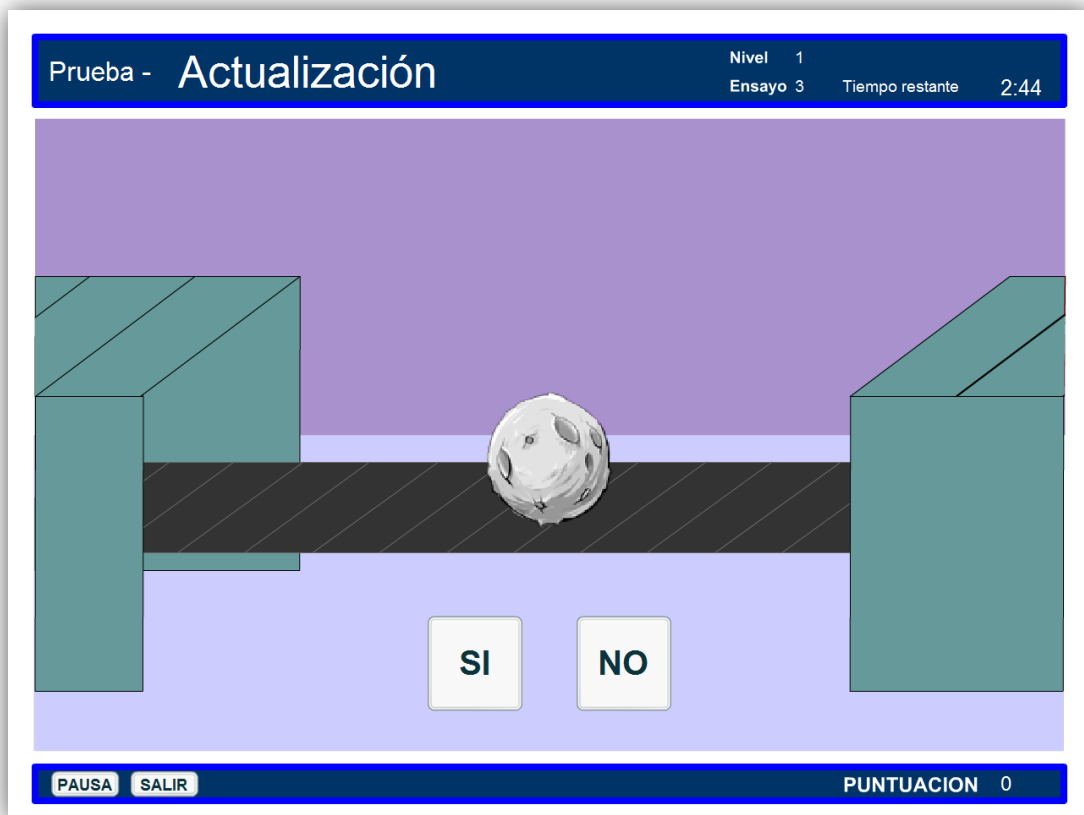 Prueba - Actualización
Nivel 1
Ensayo 3 Tiempo restante 2:44
SI NO
PAUSA SALIR PUNTUACION 0